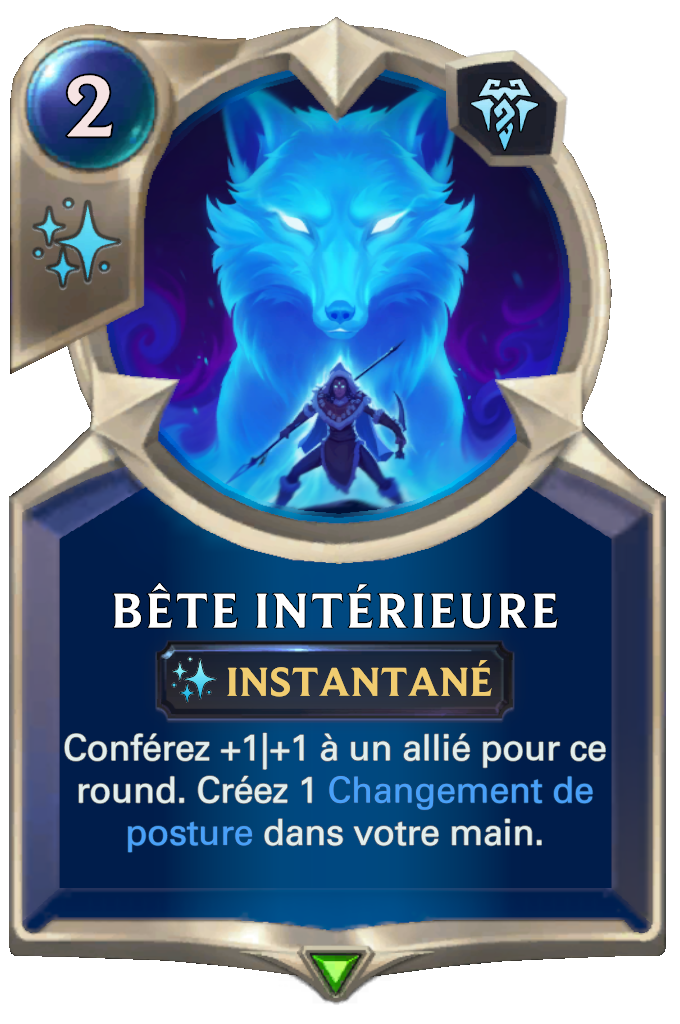 2
BÊTE INTÉRIEURE
INSTANTANÉ
Conférez +1|+1 à un allié pour ce
round. Créez 1 Changement de
posture dans votre main.